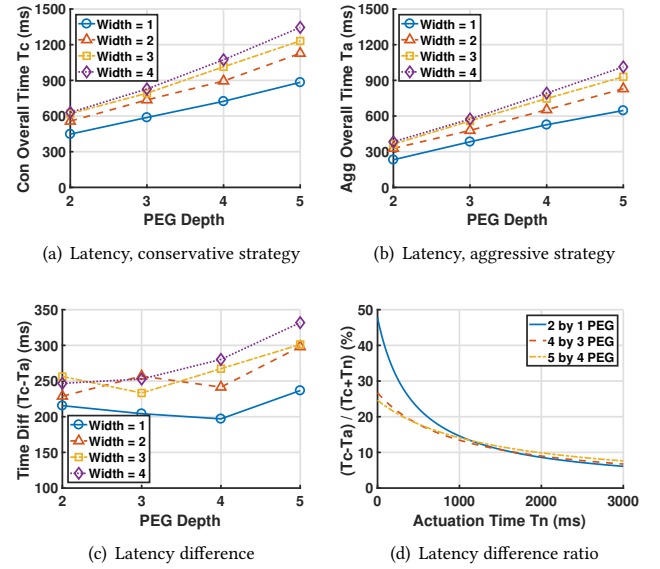 1500
1200
900
600
300
0
Con Overall Time Tc (ms)
Width = 1
Width = 2
Width = 3
Width = 4
2 3 4 5
PEG Depth
(a) Latency, conservative strategy
1500
1200
900
600
300
0
Agg Overall Time Ta (ms)
Width = 1
Width = 2
Width = 3
Width = 4
2 3 4 5
PEG Depth
(b) Latency, aggressive strategy
350
300
250
200
150
100
Time Diff (Tc-Ta) (ms)
Width = 1
Width = 2
Width = 3
Width = 4
2 3 4 5
PEG Depth
(c) Latency difference
50
40
30
20
10
0
(Tc-Ta) / (Tc+Tn) (%)
2 by 1 PEG
4 by 3 PEG
5 by 4 PEG
0 1000 2000 3000
Actuation Time Tn (ms)
(d) Latency difference ratio